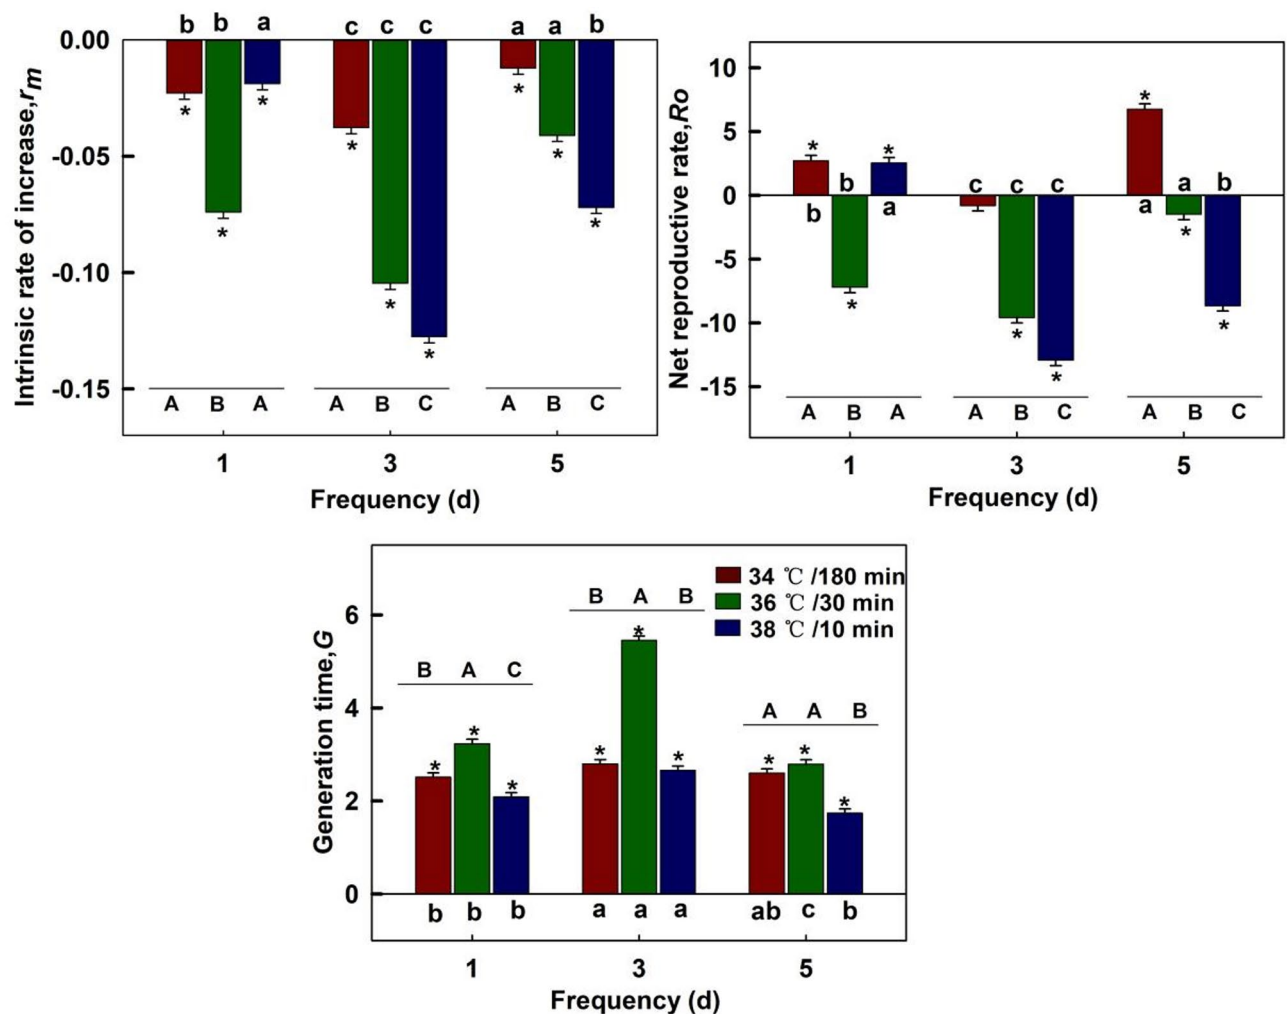 b b a c c c a a b
0.00
-0.05
-0.10
-0.15
Intrinsic rate of increase,rm
* * * * * * * * *
A B A A B C A B C
1 3 5
Frequency (d)
10
5
0
-5
-10
-15
Net reproductive rate,Ro
* * *
b c c c a b
b a a
* * * * *
A B A A B C A B C
1 3 5
Frequency (d)
34 ℃ /180 min
36 ℃ /30 min
38 ℃ /10 min
6
4
2
0
Generation time,G
B A C B A B A A B
* * * * * * * * *
b b b a a a ab c b
1 3 5
Frequency (d)